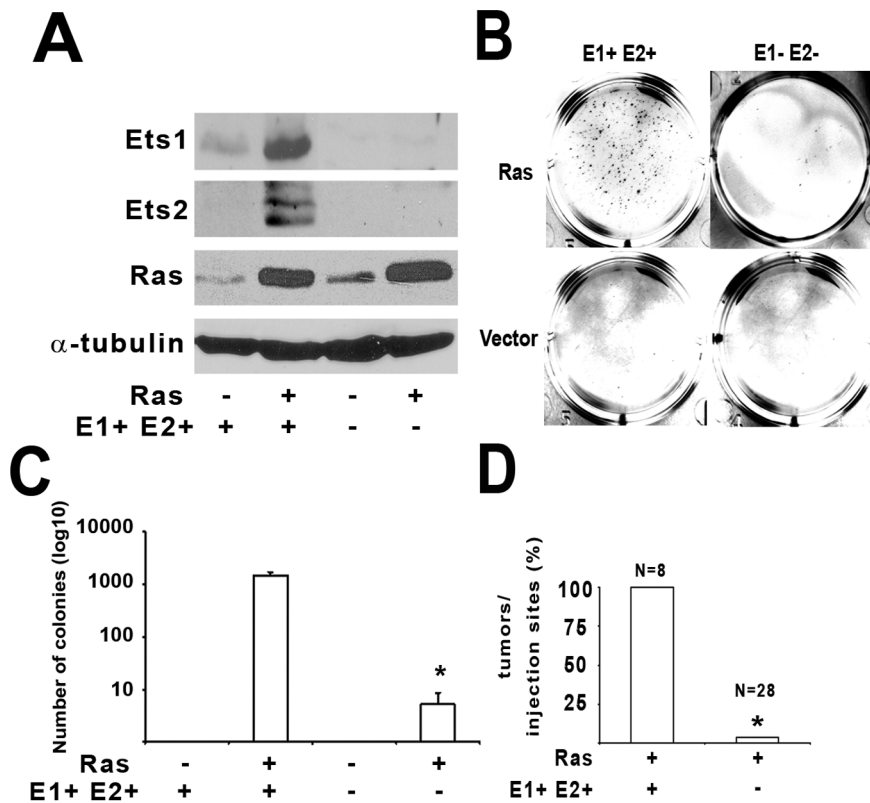 A
Ets1
Ets2
Ras
α-tubulin
Ras - + - +
E1+ E2+ + + - -
B
E1+ E2+ E1- E2-
Ras
Vector
C
Number of colonies (log10)
10000
1000
100
10
*
Ras - + - +
E1+ E2+ + + - -
D
tumors/
injection sites (%)
100
75
50
25
N=8
N=28
*
Ras + +
E1+ E2+ + -